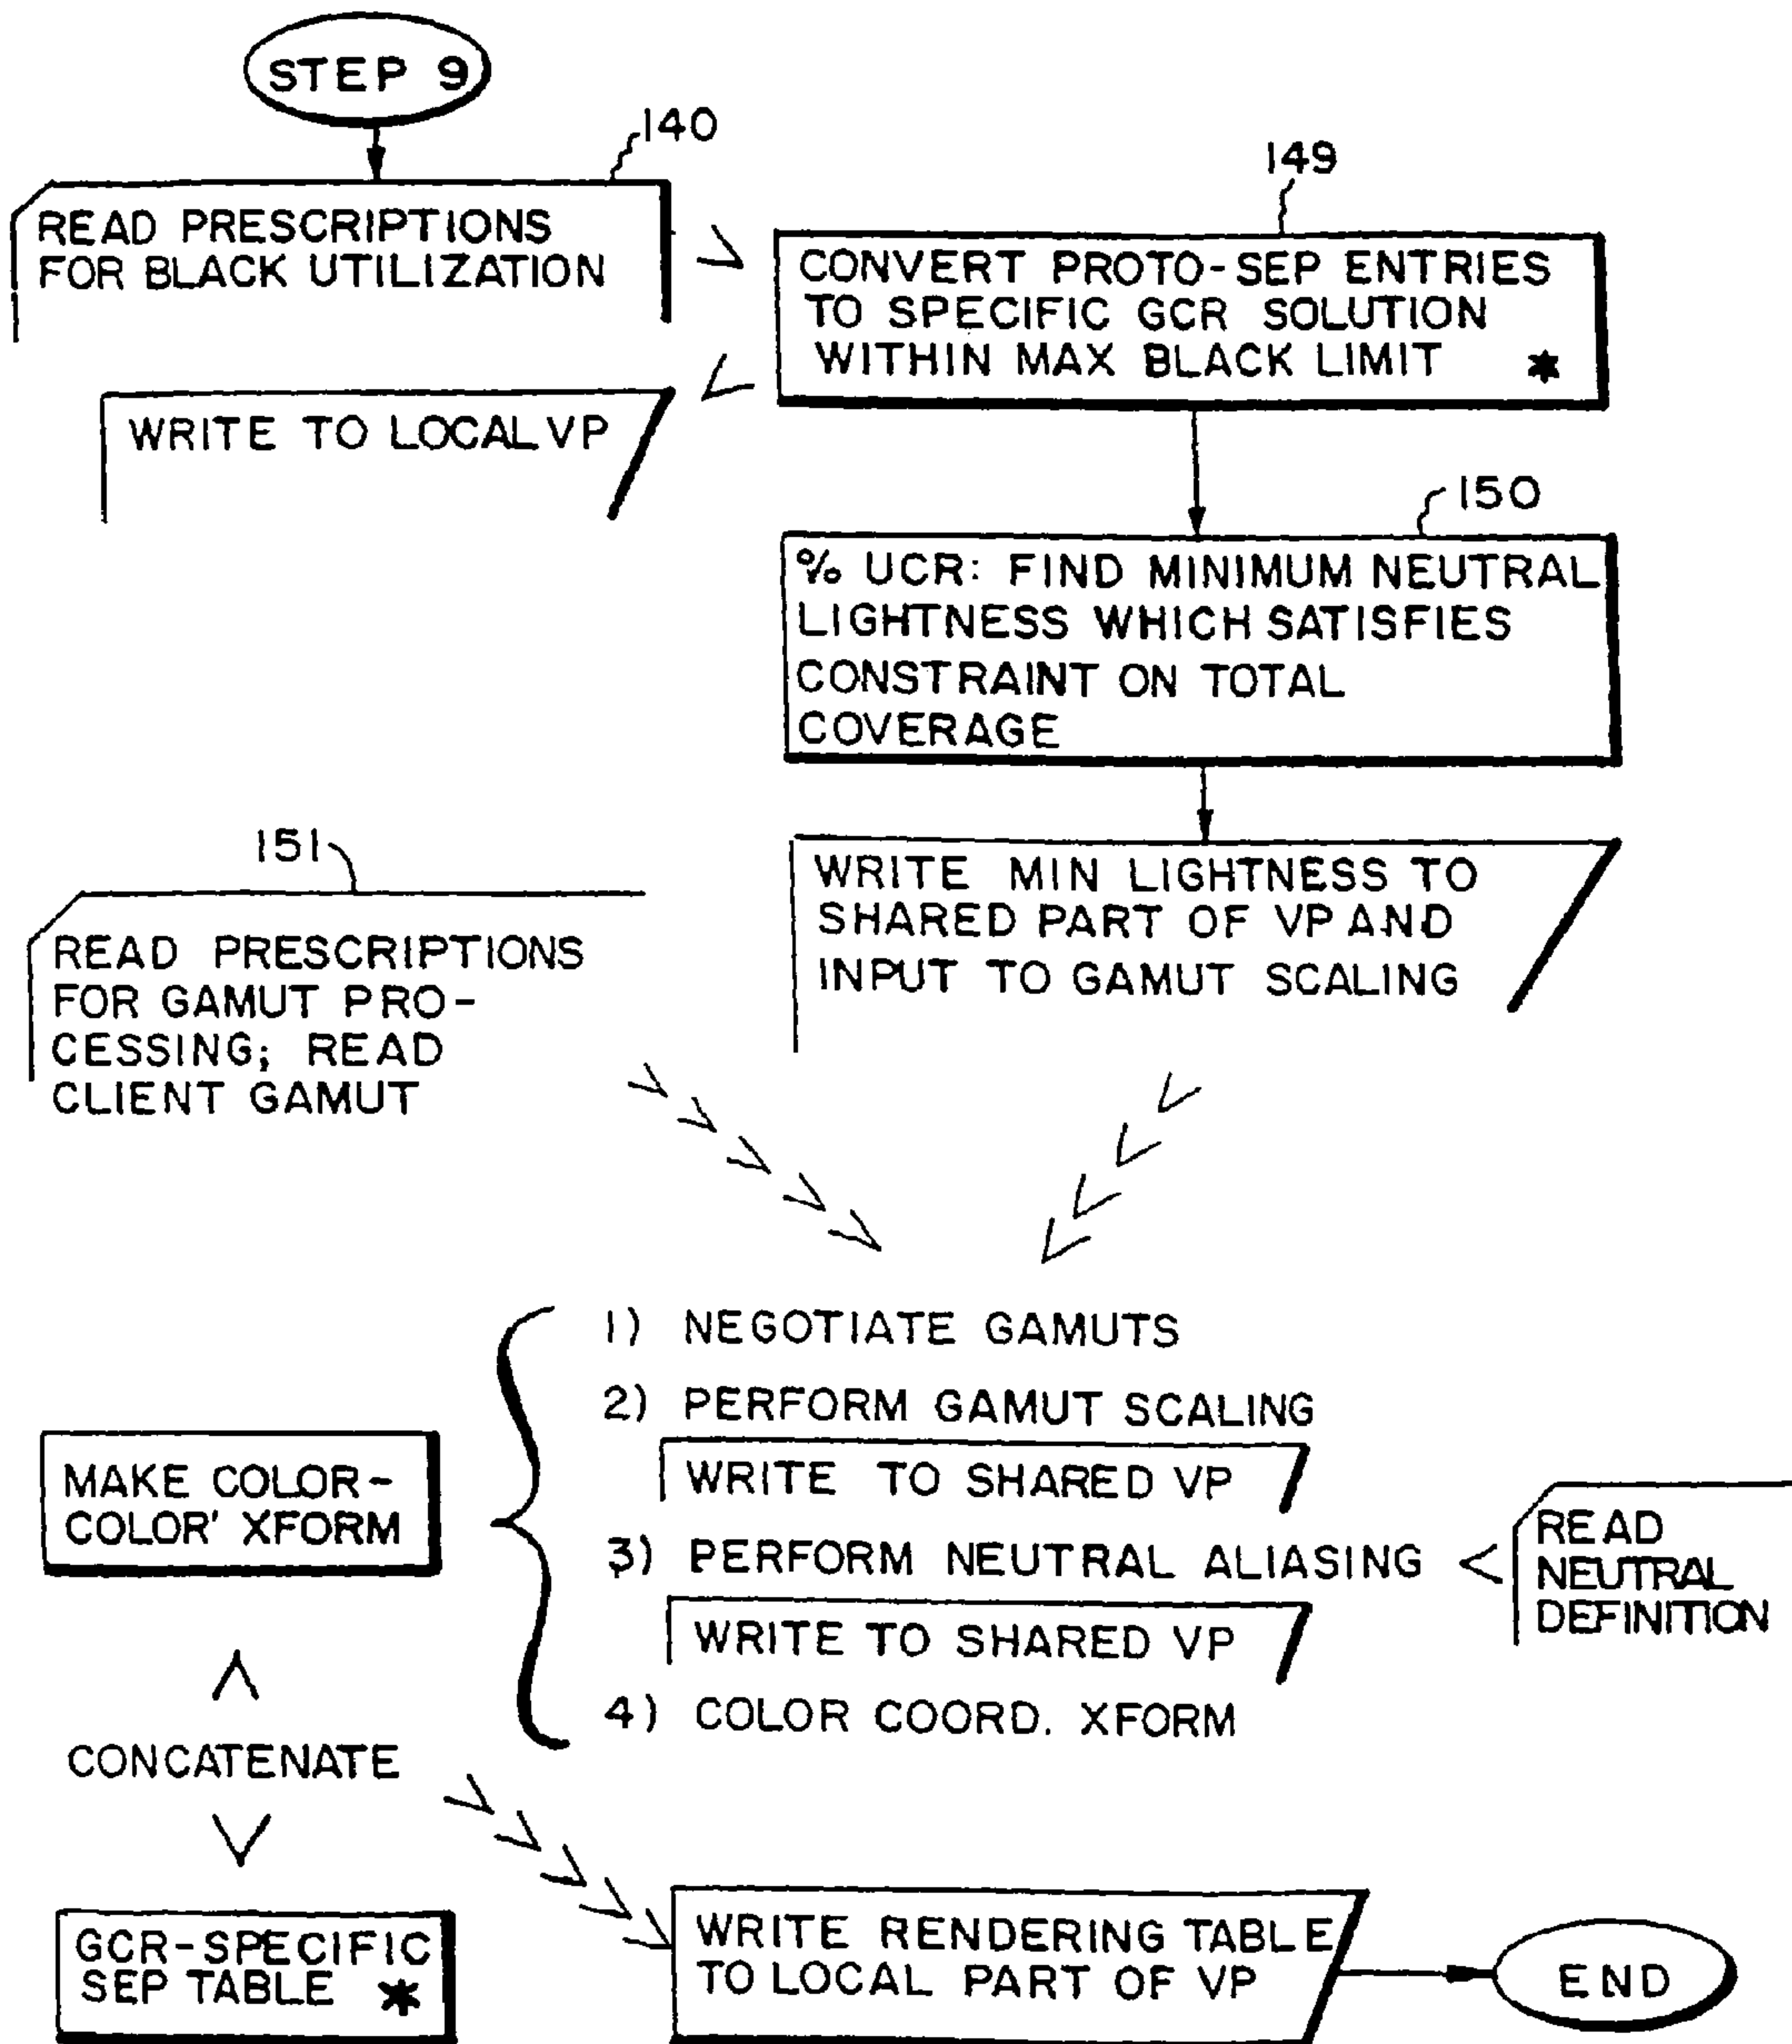 STEP 9
140
READ PRESCRIPTIONS
FOR BLACK UTILIZATION
149
CONVERT PROTO-SEP ENTRIES
TO SPECIFIC GCR SOLUTION
WITHIN MAX BLACK LIMIT *
WRITE TO LOCAL VP
150
% UCR: FIND MINIMUM NEUTRAL
LIGHTNESS WHICH SATISFIES
CONSTRAINT ON TOTAL
COVERAGE
WRITE MIN LIGHTNESS TO
SHARED PART OF VP AND
INPUT TO GAMUT SCALING
151
READ PRESCRIPTIONS
FOR GAMUT PRO-
CESSING; READ
CLIENT GAMUT
1) NEGOTIATE GAMUTS
2) PERFORM GAMUT SCALING
WRITE TO SHARED VP
3) PERFORM NEUTRAL ALIASING
WRITE TO SHARED VP
4) COLOR COORD. XFORM
READ
NEUTRAL
DEFINITION
MAKE COLOR-
COLOR' XFORM
CONCATENATE
GCR-SPECIFIC
SEP TABLE *
WRITE RENDERING TABLE
TO LOCAL PART OF VP
END